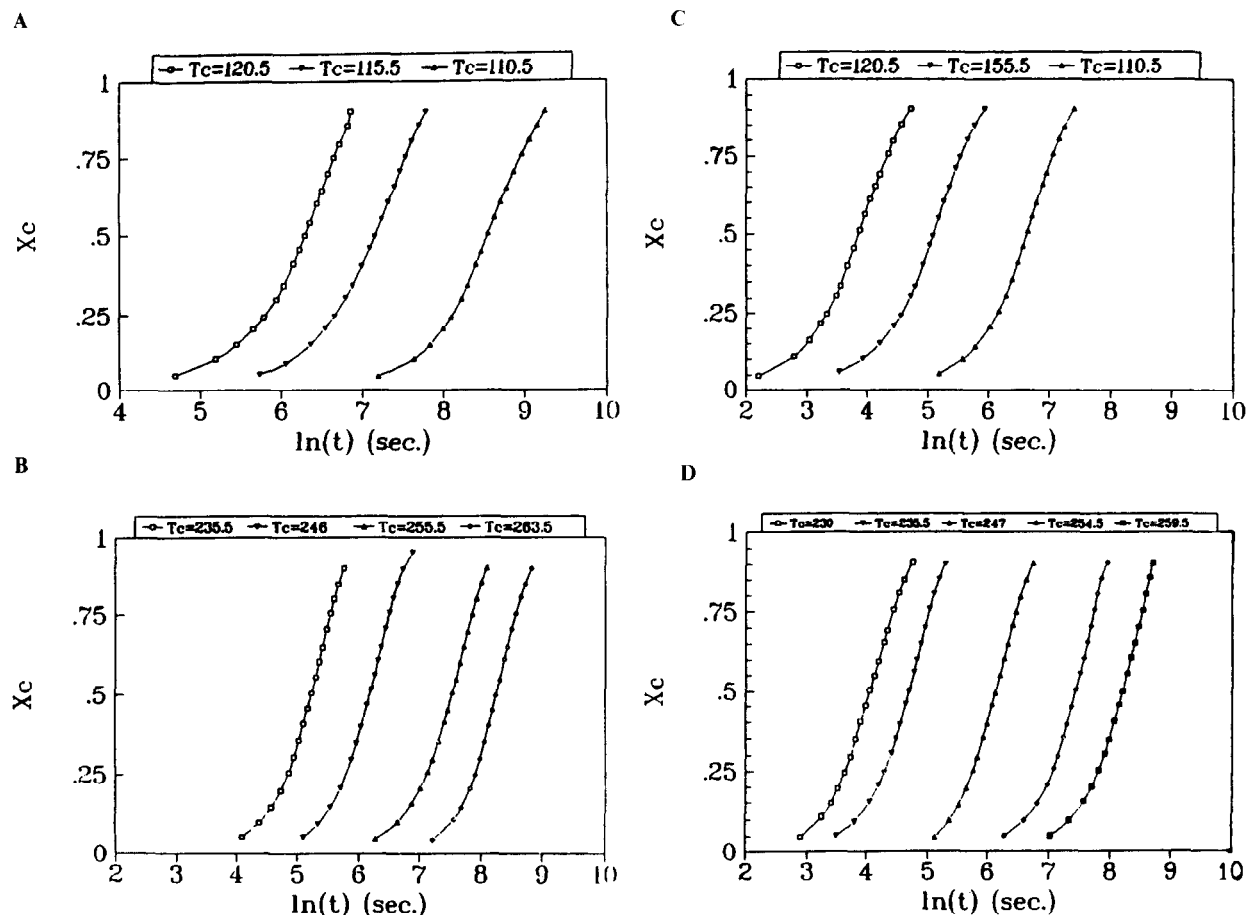 A
Tc=120.5 Tc=115.5 Tc=110.5
1
.75
.5
.25
0
Xc
4 5 6 7 8 9 10
ln(t) (sec.)
C
Tc=120.5 Tc=155.5 Tc=110.5
1
.75
.5
.25
0
Xc
2 3 4 5 6 7 8 9 10
ln(t) (sec.)
B
Tc=235.5 Tc=246 Tc=255.5 Tc=263.5
1
.75
.5
.25
0
Xc
2 3 4 5 6 7 8 9 10
ln(t) (sec.)
D
Tc=230 Tc=235.5 Tc=247 Tc=254.5 Tc=259.5
1
.75
.5
.25
0
Xc
2 3 4 5 6 7 8 9 10
ln(t) (sec.)